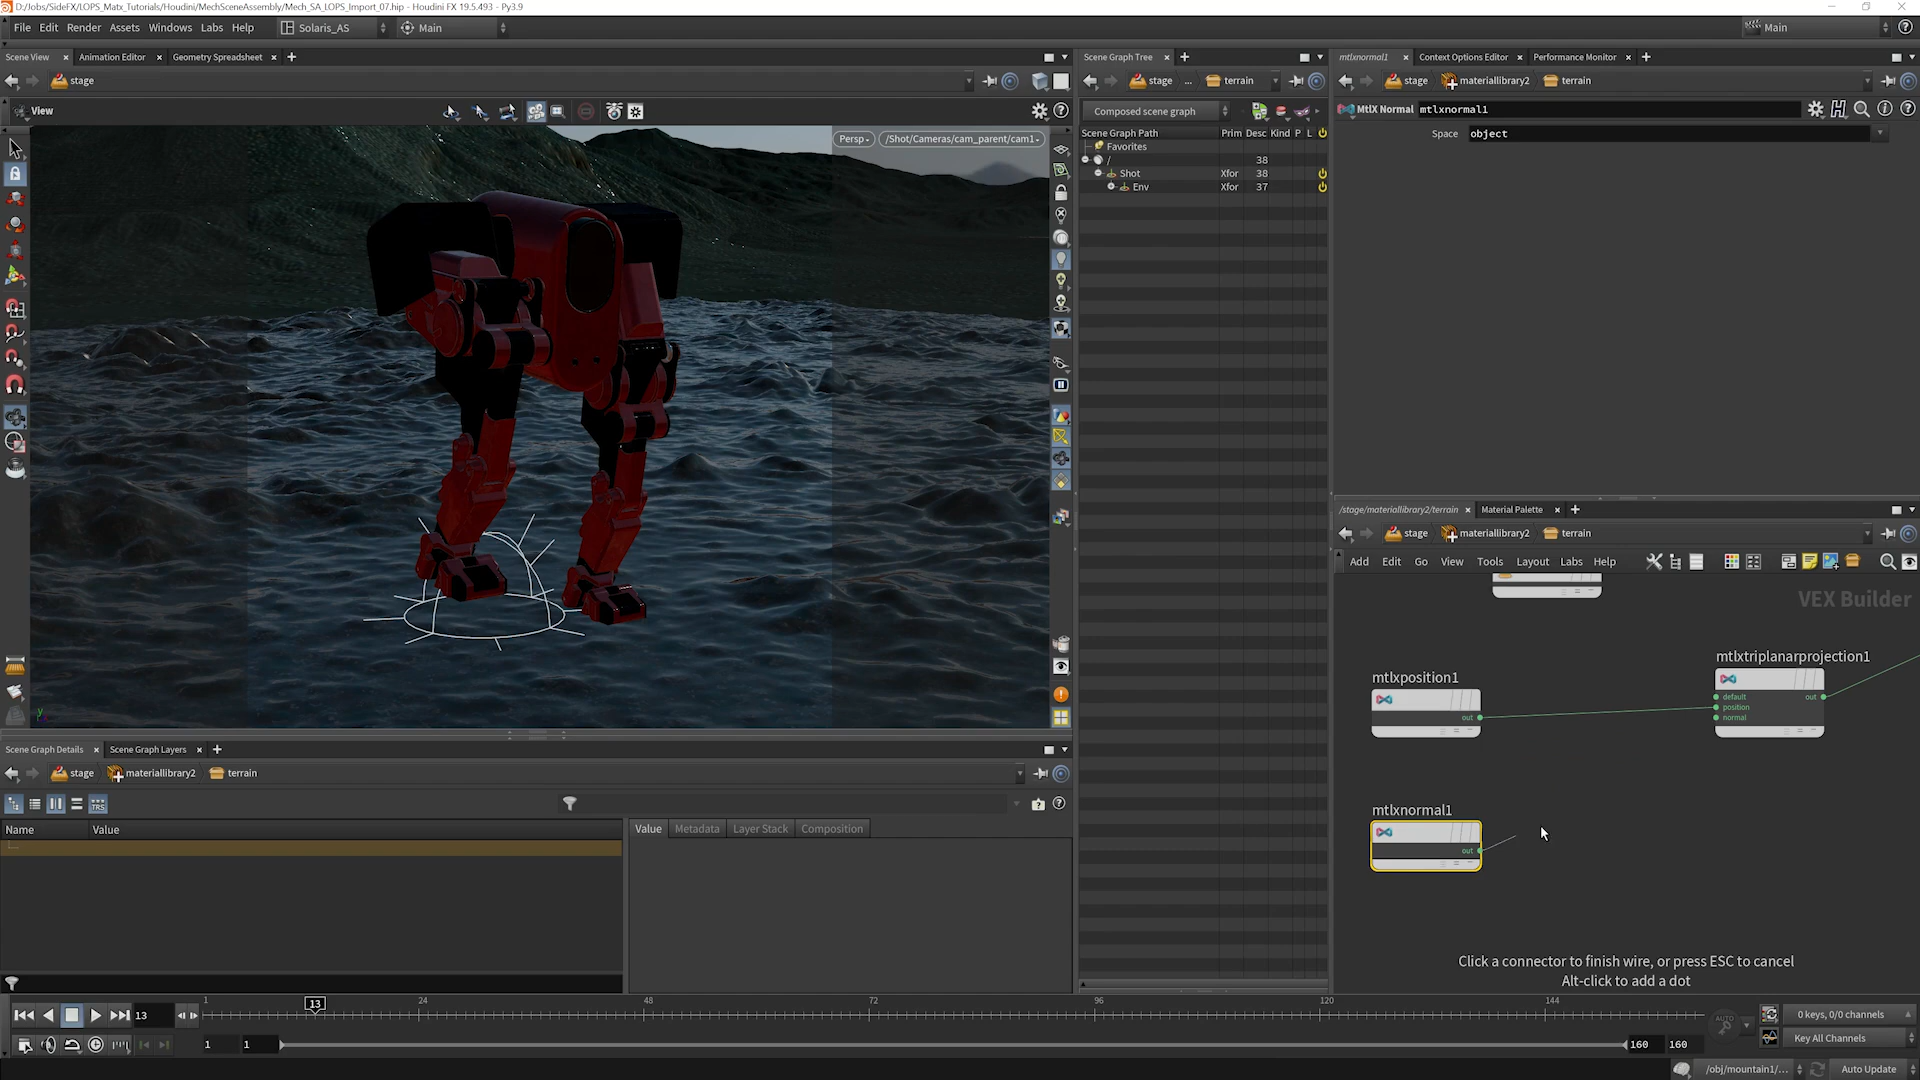 D:/Jobs/SideFX/LOPS_Matx_Tutorials/Houdini/MechSceneAssembly/Mech_SA_LOPS_Import_07.hip - Houdini FX 19.5.493 - Py3.9
File Edit Render Assets Windows Labs Help Solaris_AS Main Main
Scene View Animation Editor Geometry Spreadsheet
stage
View
Persp /Shot/Cameras/cam_parent/cam1
y
Scene Graph Tree
stage ... terrain
Composed scene graph
Scene Graph Path Prim Desc Kind P L
Favorites
/ 38
Shot Xfor 38
Env Xfor 37
mtlxnormal1 Context Options Editor Performance Monitor
stage materiallibrary2 terrain
MtlX Normal mtlxnormal1
Space object
/stage/materiallibrary2/terrain Material Palette
stage materiallibrary2 terrain
Add Edit Go View Tools Layout Labs Help
VEX Builder
mtlxposition1
out
mtlxtriplanarprojection1
default out
position
normal
mtlxnormal1
out
Click a connector to finish wire, or press ESC to cancel
Alt-click to add a dot
Scene Graph Details Scene Graph Layers
stage materiallibrary2 terrain
TRS
Name Value
Value Metadata Layer Stack Composition
13
1 13 24 48 72 96 120 144
1 1 160 160
AUTO
0 keys, 0/0 channels
Key All Channels
/obj/mountain1/... Auto Update